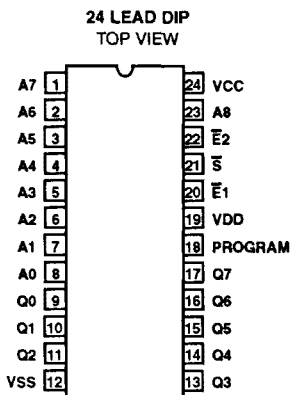 24 LEAD DIP
TOP VIEW
A7 1 24 VCC
A6 2 23 A8
A5 3 22 E̅2
A4 4 21 S̅
A3 5 20 E̅1
A2 6 19 VDD
A1 7 18 PROGRAM
A0 8 17 Q7
Q0 9 16 Q6
Q1 10 15 Q5
Q2 11 14 Q4
VSS 12 13 Q3